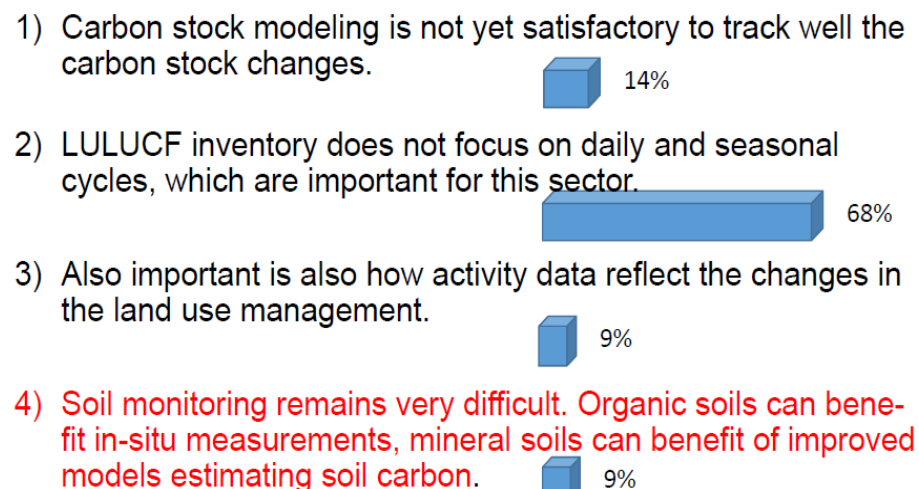 1) Carbon stock modeling is not yet satisfactory to track well the
carbon stock changes.
14%
2) LULUCF inventory does not focus on daily and seasonal
cycles, which are important for this sector.
68%
3) Also important is also how activity data reflect the changes in
the land use management.
9%
4) Soil monitoring remains very difficult. Organic soils can bene-
fit in-situ measurements, mineral soils can benefit of improved
models estimating soil carbon.
9%